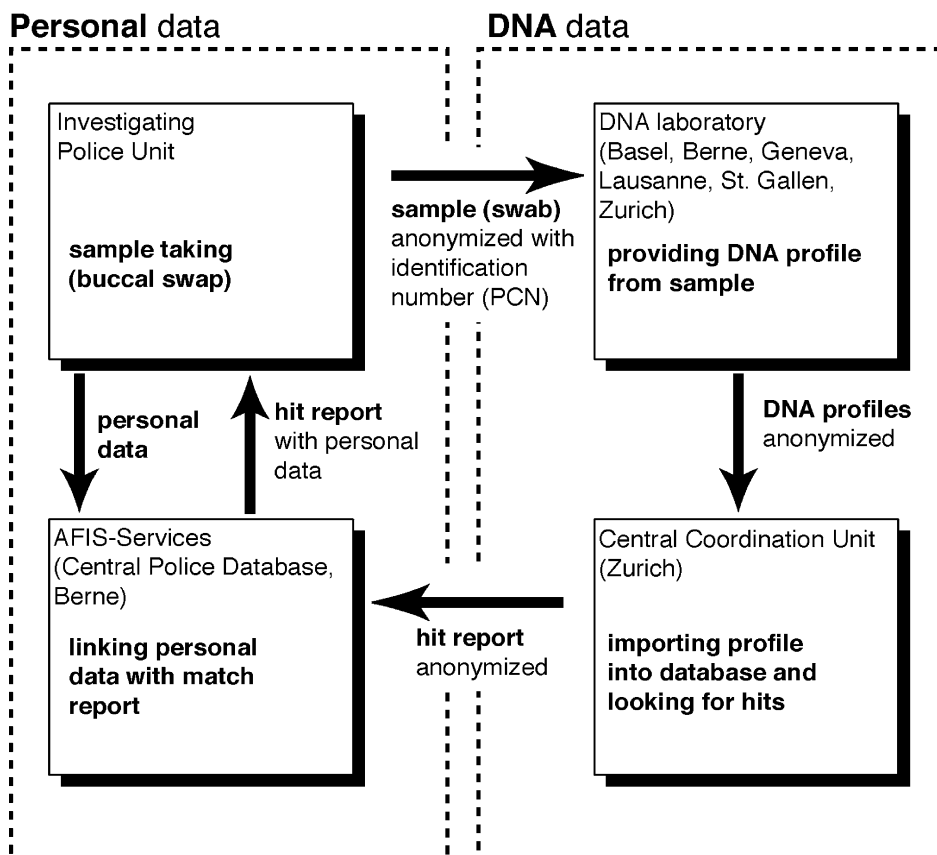 Personal data
DNA data
Investigating
Police Unit
sample taking
(buccal swap)
sample (swab)
anonymized with
identification
number (PCN)
DNA laboratory
(Basel, Berne, Geneva,
Lausanne, St. Gallen,
Zurich)
providing DNA profile
from sample
personal
data
hit report
with personal
data
DNA profiles
anonymized
AFIS-Services
(Central Police Database,
Berne)
linking personal
data with match
report
hit report
anonymized
Central Coordination Unit
(Zurich)
importing profile
into database and
looking for hits